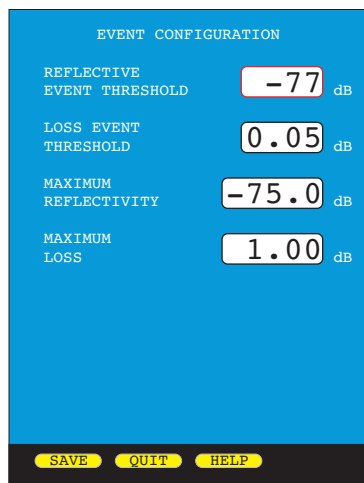 EVENT CONFIGURATION
REFLECTIVE
EVENT THRESHOLD -77 dB
LOSS EVENT
THRESHOLD 0.05 dB
MAXIMUM
REFLECTIVITY -75.0 dB
MAXIMUM
LOSS 1.00 dB
SAVE QUIT HELP